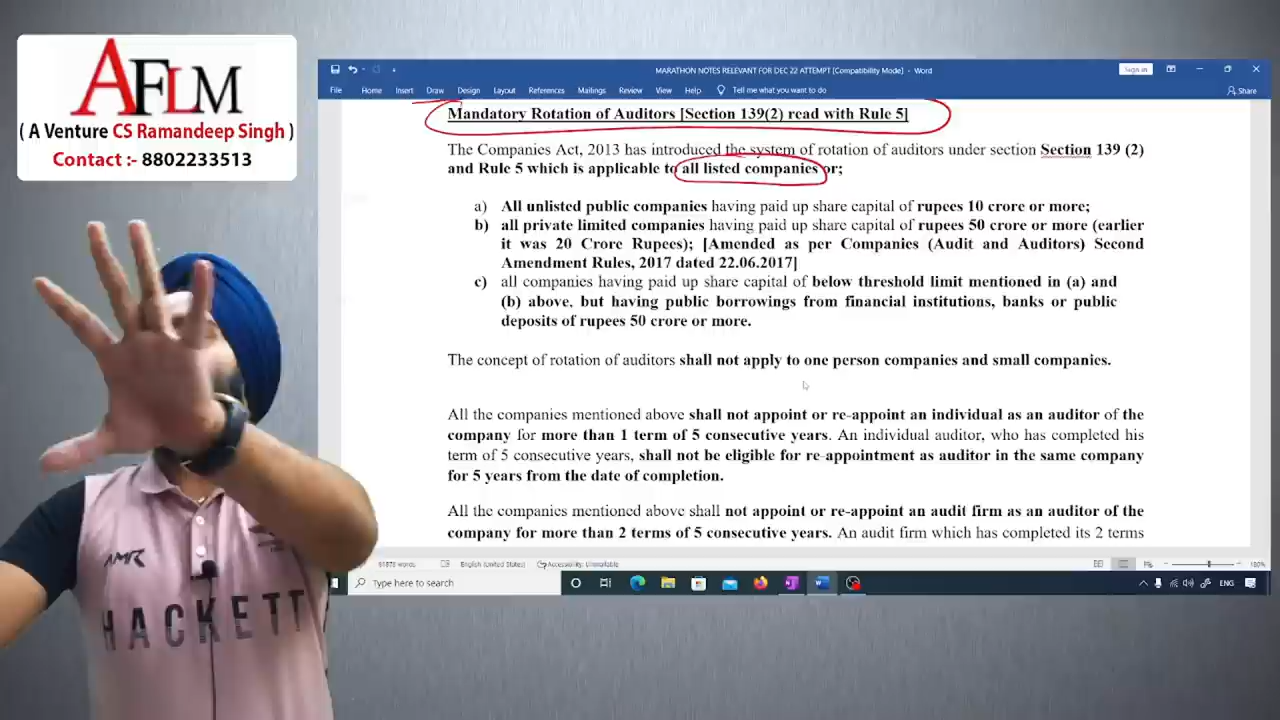 AFLM
( A Venture CS Ramandeep Singh )
Contact :- 8802233513
MARATHON NOTES RELEVANT FOR DEC 22 ATTEMPT [Compatibility Mode] - Word
Sign in
File Home Insert Draw Design Layout References Mailings Review View Help Tell me what you want to do Share
Mandatory Rotation of Auditors [Section 139(2) read with Rule 5]
The Companies Act, 2013 has introduced the system of rotation of auditors under section Section 139 (2)
and Rule 5 which is applicable to all listed companies or;
a) All unlisted public companies having paid up share capital of rupees 10 crore or more;
b) all private limited companies having paid up share capital of rupees 50 crore or more (earlier
it was 20 Crore Rupees); [Amended as per Companies (Audit and Auditors) Second
Amendment Rules, 2017 dated 22.06.2017]
c) all companies having paid up share capital of below threshold limit mentioned in (a) and
(b) above, but having public borrowings from financial institutions, banks or public
deposits of rupees 50 crore or more.
The concept of rotation of auditors shall not apply to one person companies and small companies.
All the companies mentioned above shall not appoint or re-appoint an individual as an auditor of the
company for more than 1 term of 5 consecutive years. An individual auditor, who has completed his
term of 5 consecutive years, shall not be eligible for re-appointment as auditor in the same company
for 5 years from the date of completion.
All the companies mentioned above shall not appoint or re-appoint an audit firm as an auditor of the
company for more than 2 terms of 5 consecutive years. An audit firm which has completed its 2 terms
words English (United States) Accessibility: Unavailable
Type here to search
ENG
AMR
HACKETT